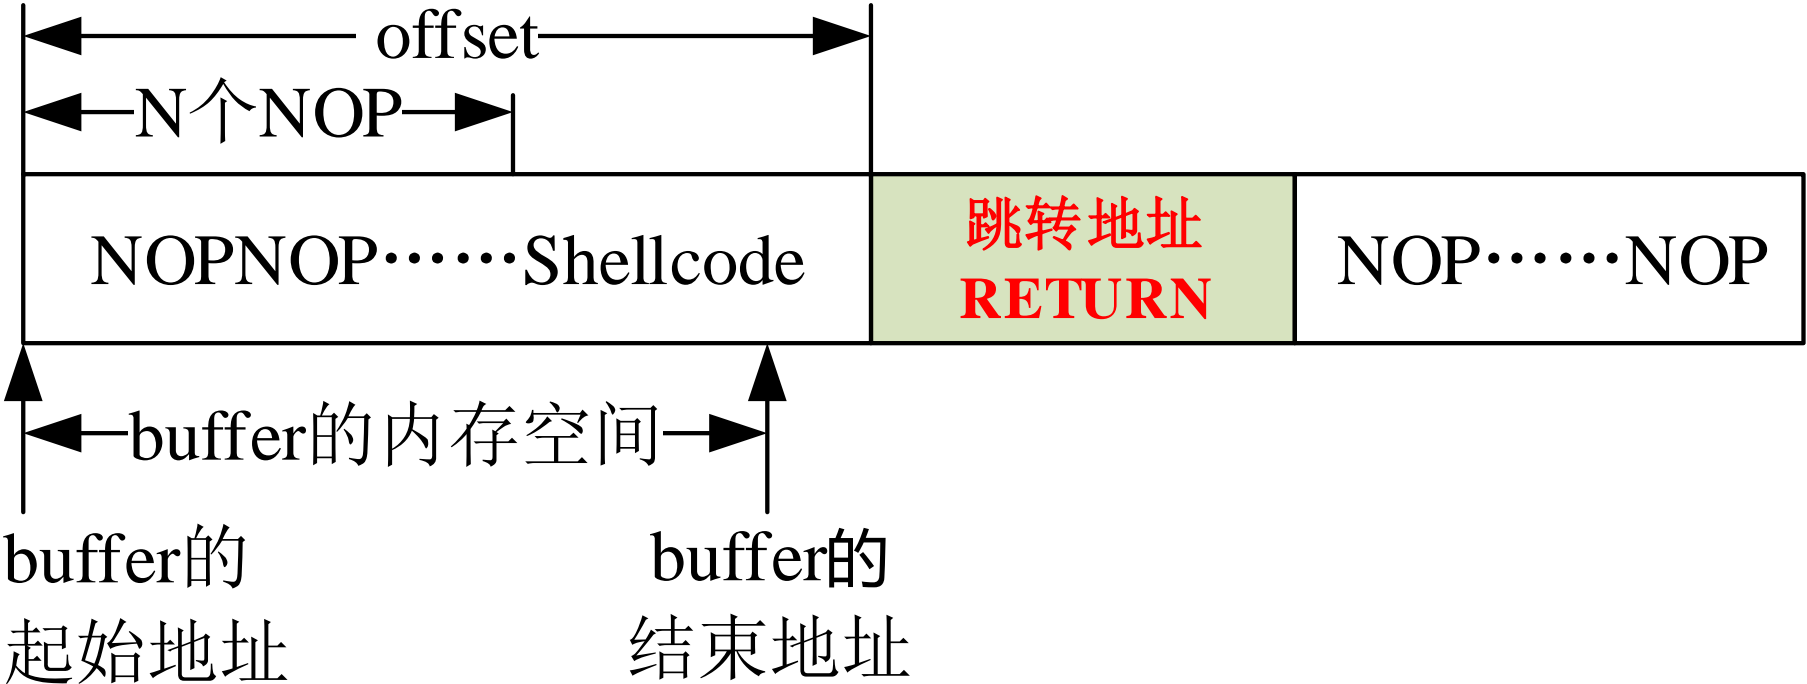 offset
N个NOP
NOPNOP……Shellcode
跳转地址
RETURN
NOP……NOP
buffer的内存空间
buffer的
起始地址
buffer的
结束地址